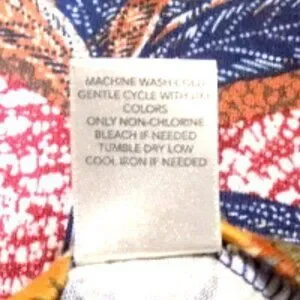 MACHINE WASH COLD
GENTLE CYCLE WITH LIKE
COLORS
ONLY NON-CHLORINE
BLEACH IF NEEDED
TUMBLE DRY LOW
COOL IRON IF NEEDED